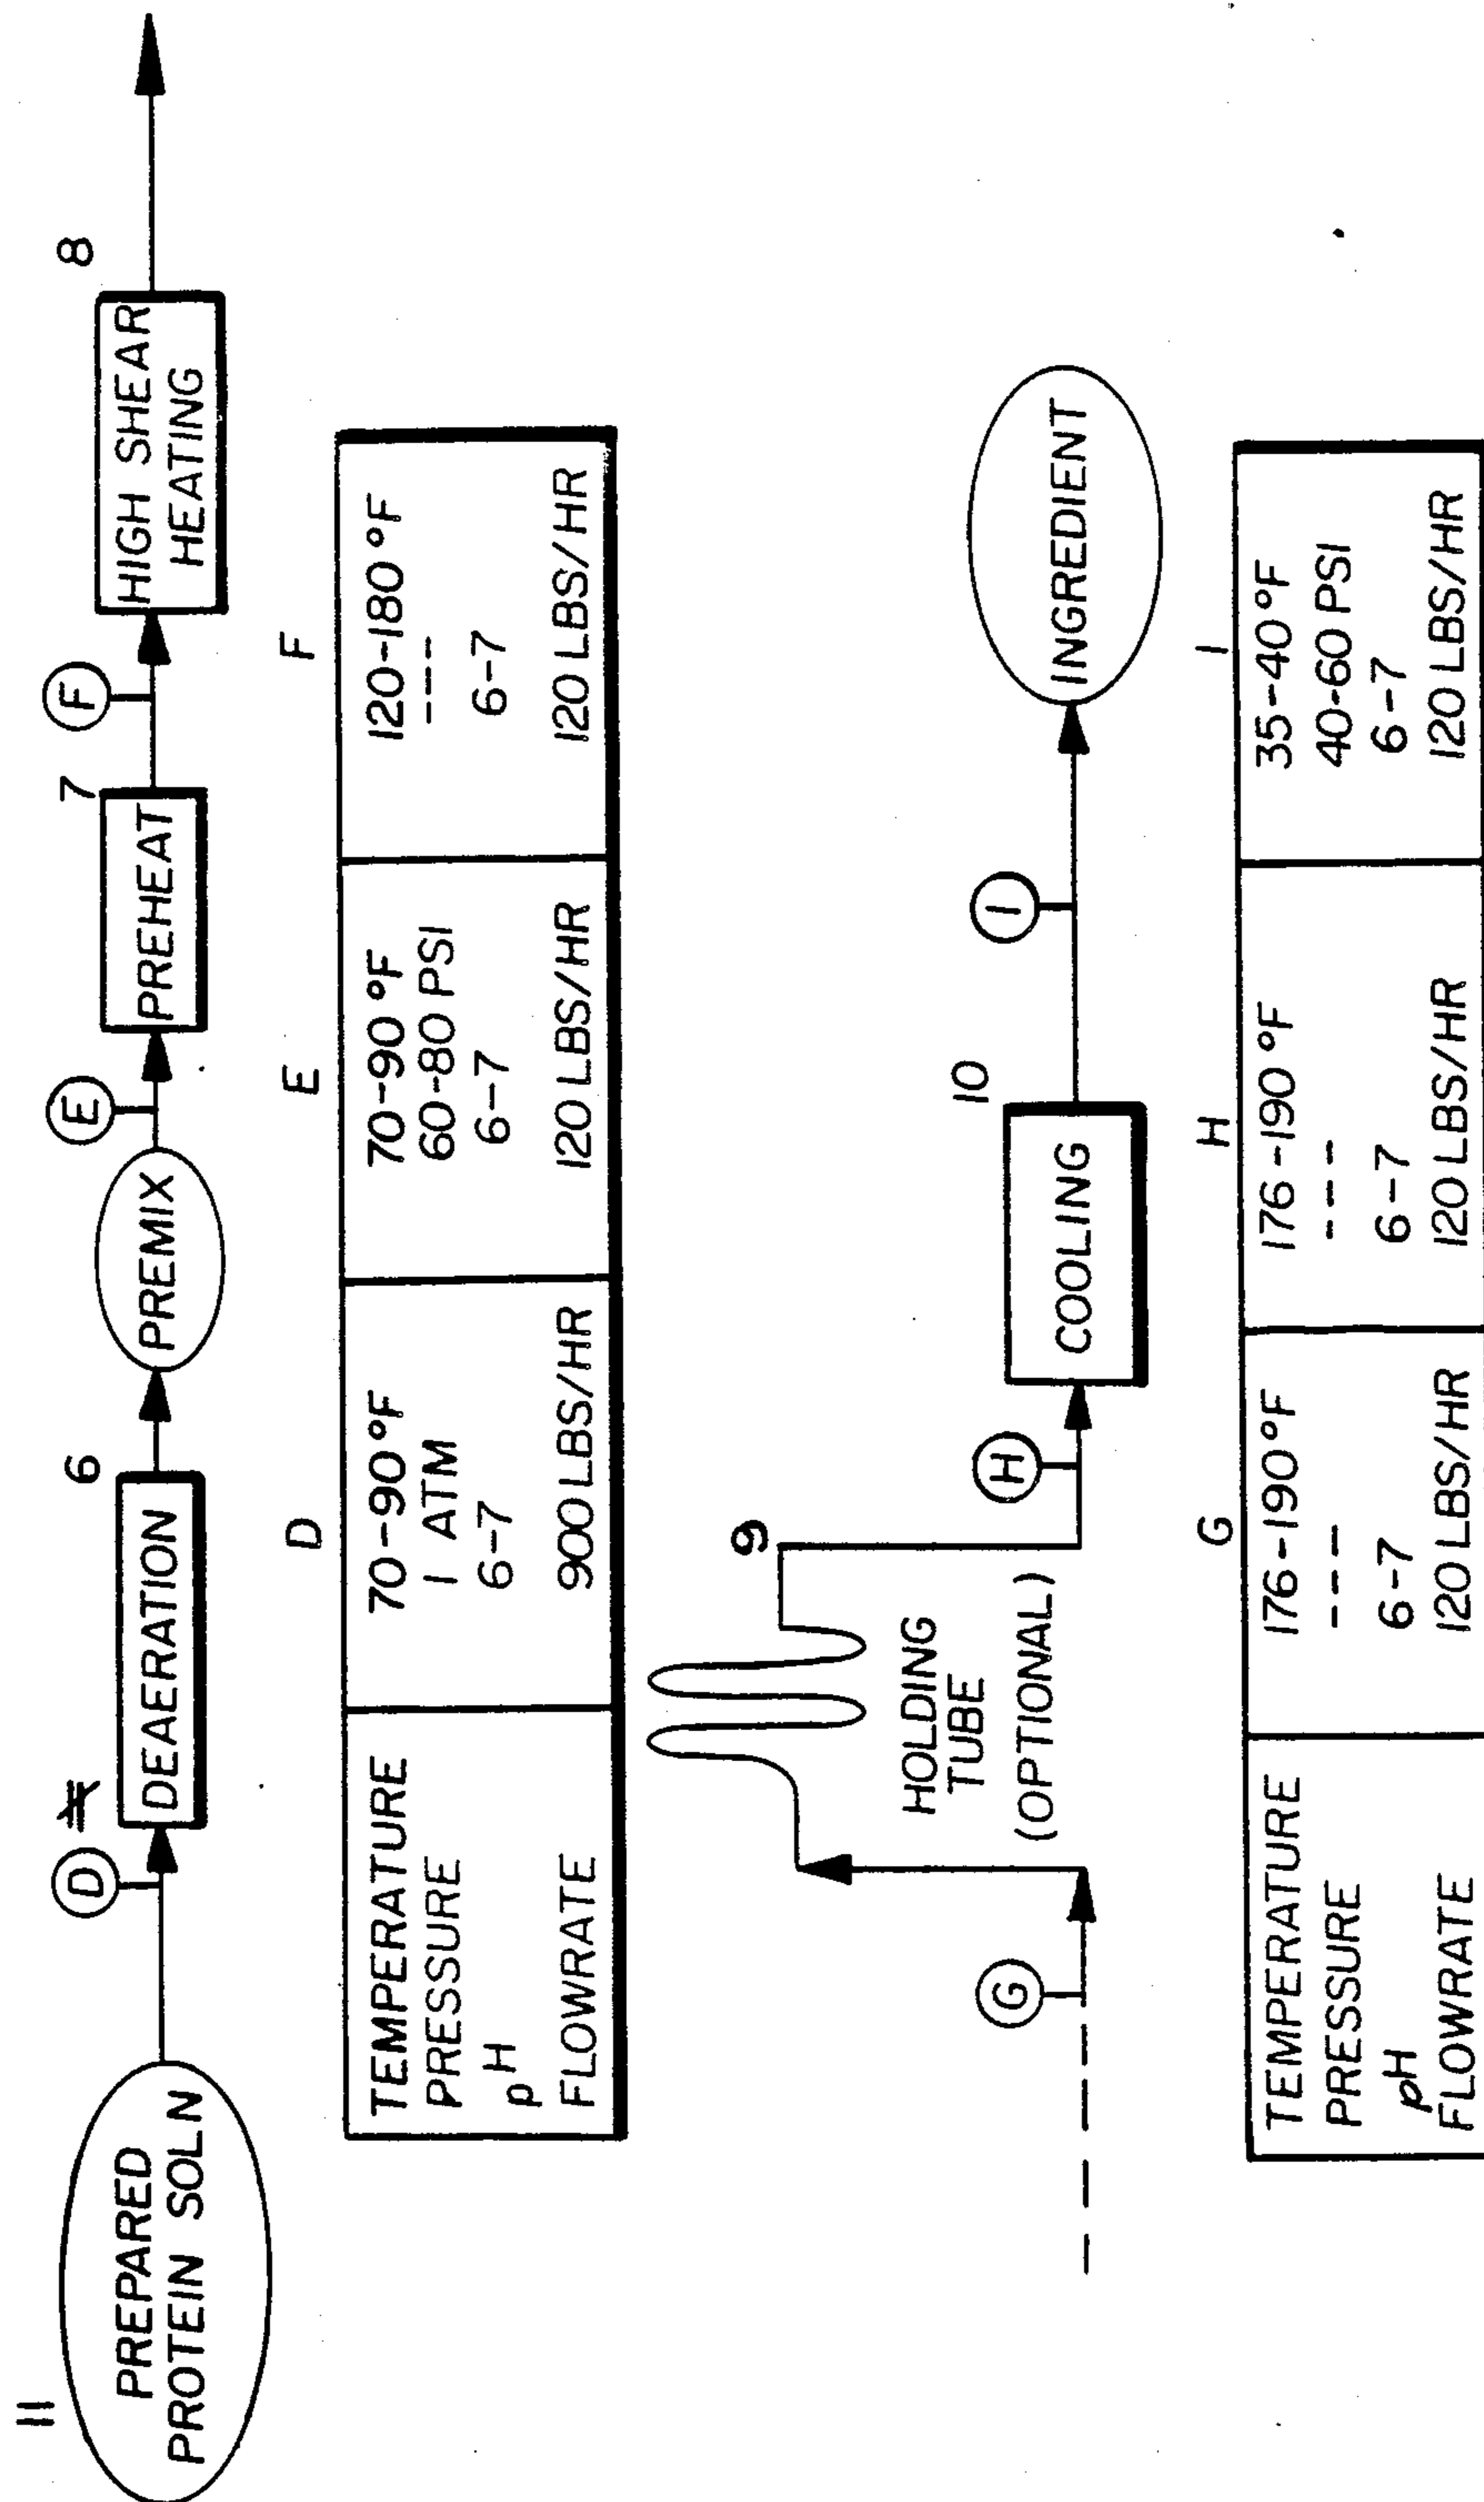 11
PREPARED
PROTEIN SOLN
D
DEAERATION
6
PREMIX
E
PREHEAT
7
F
HIGH SHEAR
HEATING
8
D E F
TEMPERATURE 70-90°F 70-90°F 120-180°F
PRESSURE 1 ATM 60-80 PSI ---
pH 6-7 6-7 6-7
FLOWRATE 900 LBS/HR 120 LBS/HR 120 LBS/HR
9
HOLDING
TUBE
(OPTIONAL)
G
H
COOLING
10
I
INGREDIENT
G H I
TEMPERATURE 176-190°F 176-190°F 35-40°F
PRESSURE --- --- 40-60 PSI
pH 6-7 6-7 6-7
FLOWRATE 120 LBS/HR 120 LBS/HR 120 LBS/HR